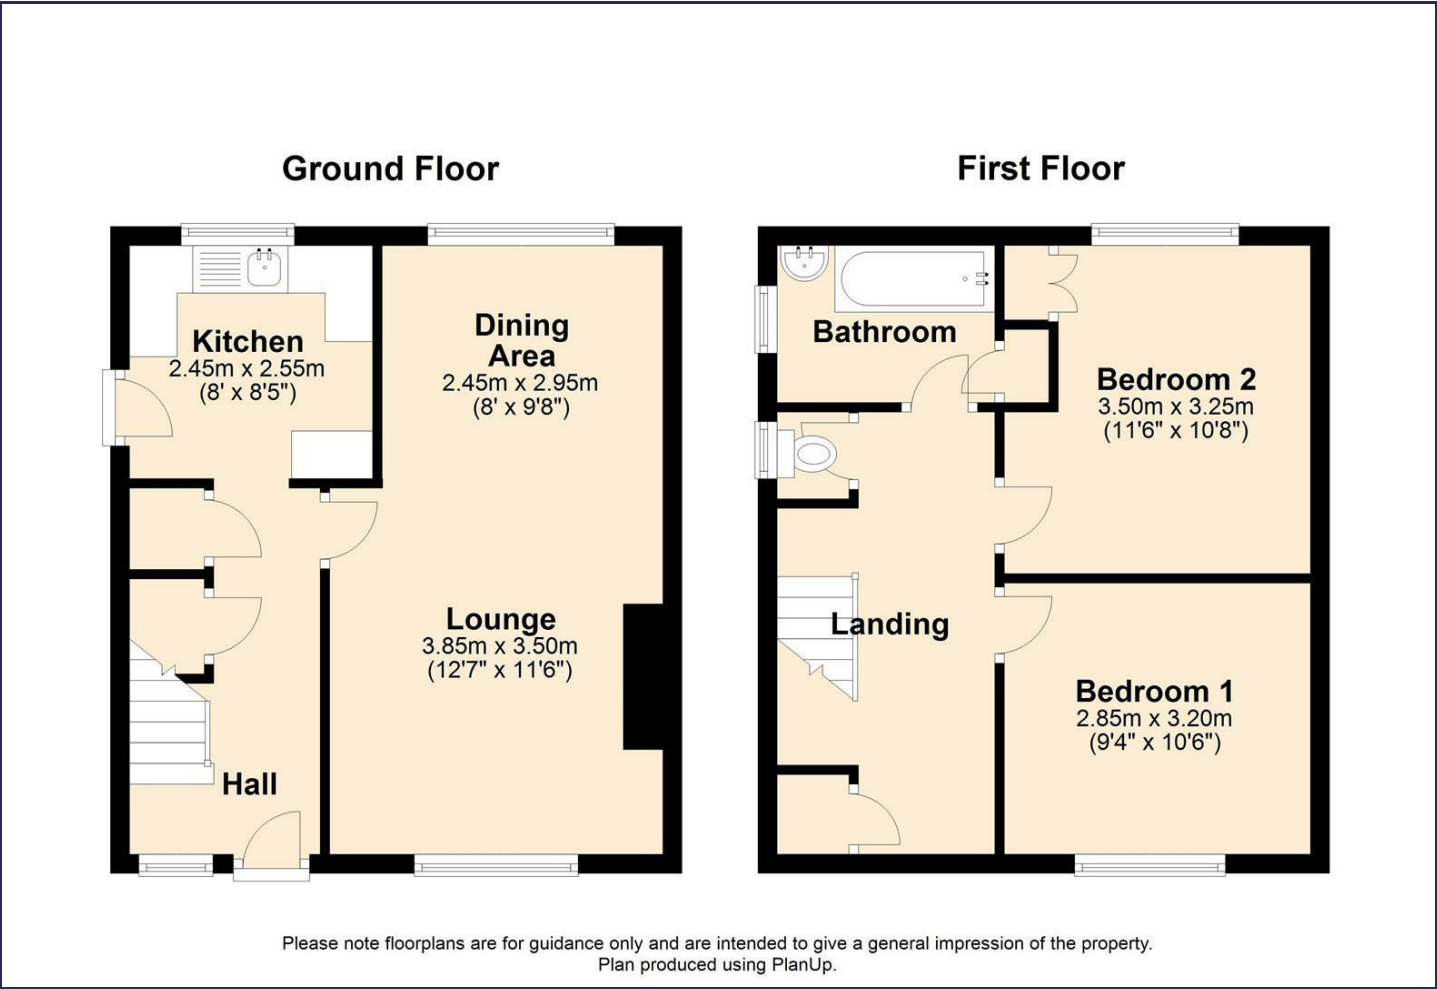 Ground Floor
First Floor
Kitchen
2.45m x 2.55m
(8' x 8'5")
Dining
Area
2.45m x 2.95m
(8' x 9'8")
Lounge
3.85m x 3.50m
(12'7" x 11'6")
Hall
Bathroom
Bedroom 2
3.50m x 3.25m
(11'6" x 10'8")
Landing
Bedroom 1
2.85m x 3.20m
(9'4" x 10'6")
Please note floorplans are for guidance only and are intended to give a general impression of the property.
Plan produced using PlanUp.